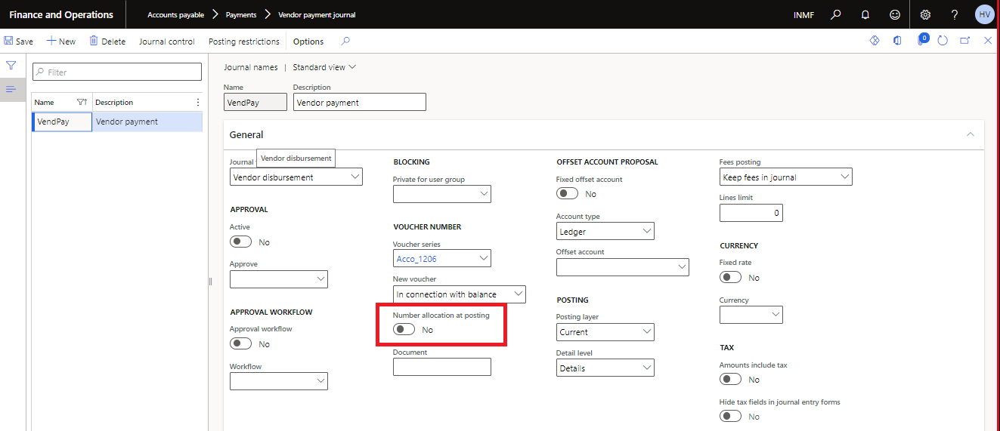 Finance and Operations
Accounts payable > Payments > Vendor payment journal
INMF
HV
Save
New
Delete
Journal control
Posting restrictions
Options
0
Filter
Name
Description
VendPay
Vendor payment
Journal names | Standard view
Name
Description
VendPay
Vendor payment
General
Journal
Vendor disbursement
Vendor disbursement
APPROVAL
Active
No
Approve
APPROVAL WORKFLOW
Approval workflow
No
Workflow
BLOCKING
Private for user group
VOUCHER NUMBER
Voucher series
Acco_1206
New voucher
In connection with balance
Number allocation at posting
No
Document
OFFSET ACCOUNT PROPOSAL
Fixed offset account
No
Account type
Ledger
Offset account
POSTING
Posting layer
Current
Detail level
Details
Fees posting
Keep fees in journal
Lines limit
0
CURRENCY
Fixed rate
No
Currency
TAX
Amounts include tax
No
Hide tax fields in journal entry forms
No